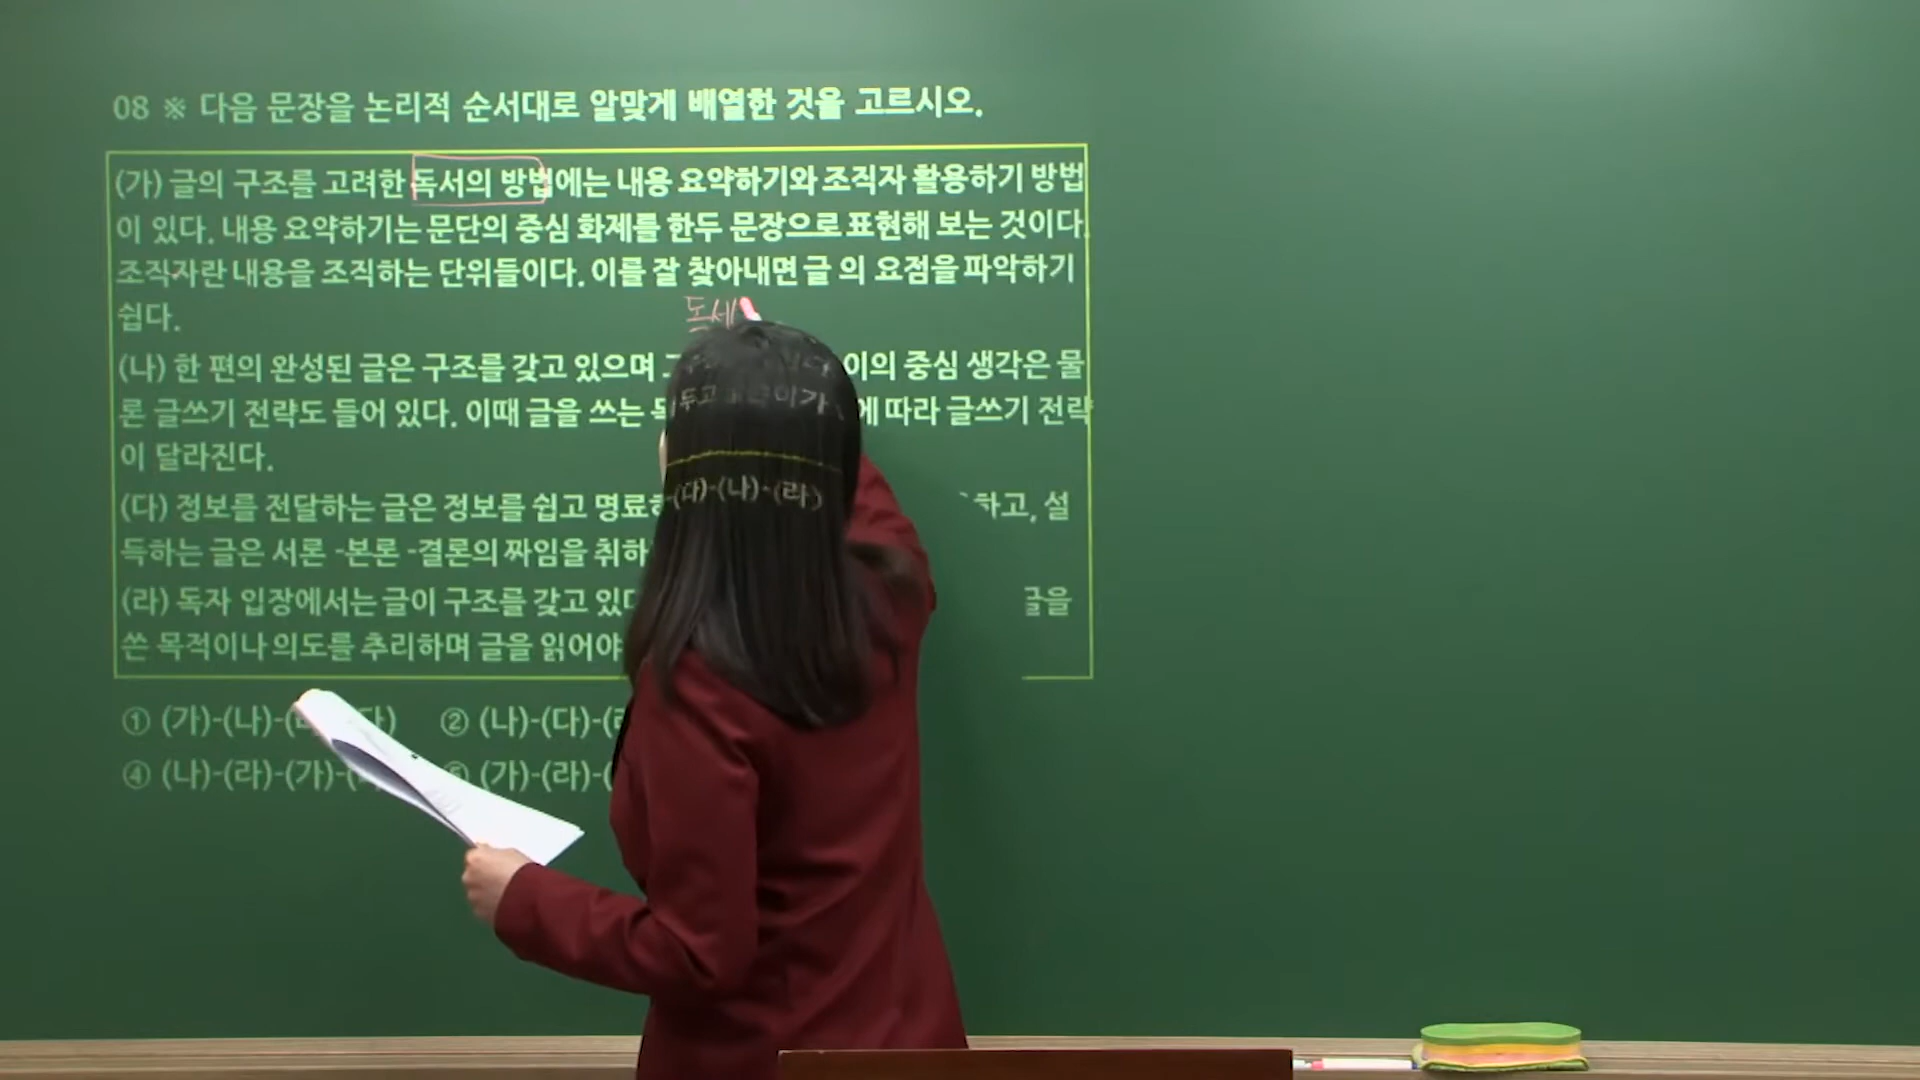 08 ※ 다음 문장을 논리적 순서대로 알맞게 배열한 것을 고르시오.
(가) 글의 구조를 고려한 독서의 방법에는 내용 요약하기와 조직자 활용하기 방법
이 있다. 내용 요약하기는 문단의 중심 화제를 한두 문장으로 표현해 보는 것이다.
조직자란 내용을 조직하는 단위들이다. 이를 잘 찾아내면 글 의 요점을 파악하기
쉽다.
(나) 한 편의 완성된 글은 구조를 갖고 있으며 이의 중심 생각은 물
론 글쓰기 전략도 들어 있다. 이때 글을 쓰는 에 따라 글쓰기 전략
이 달라진다.
(다) 정보를 전달하는 글은 정보를 쉽고 하고, 설
득하는 글은 서론 -본론 -결론의 짜임을
(라) 독자 입장에서는 글이 구조를 갖고 글을
쓴 목적이나 의도를 추리하며 글을
① (가)-(나)- ② (나)-(다)- -(다)-(나)-(라)
④ (나)-(라)-(가)- ⑤ (가)-(라)-